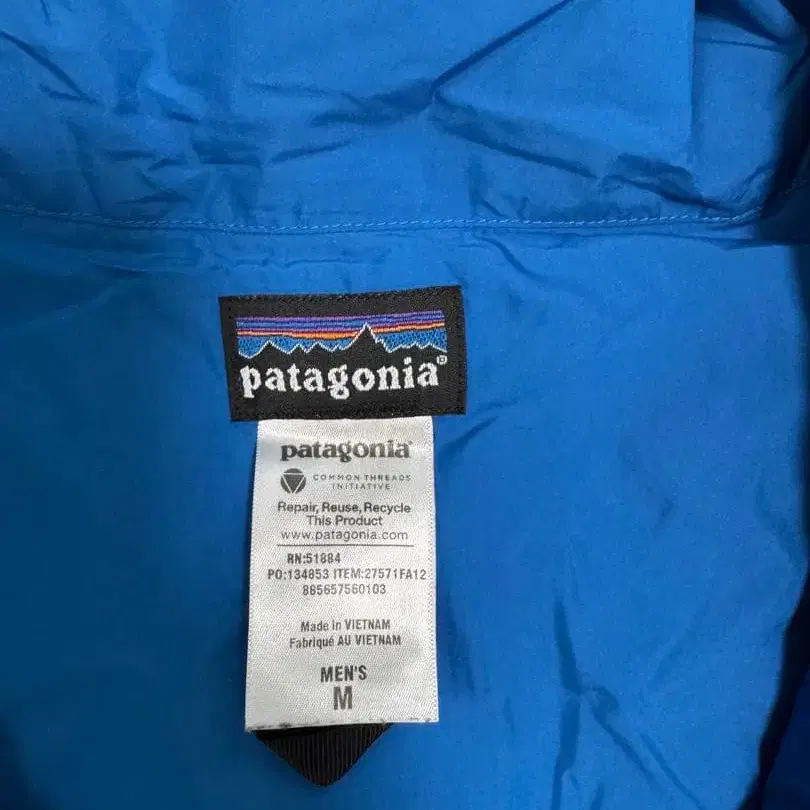 patagonia®
patagonia®
COMMON THREADS
INITIATIVE
Repair, Reuse, Recycle
This Product
www.patagonia.com
RN:51884
PO:134853 ITEM:27571FA12
885657560103
Made in VIETNAM
Fabriqué AU VIETNAM
MEN'S
M